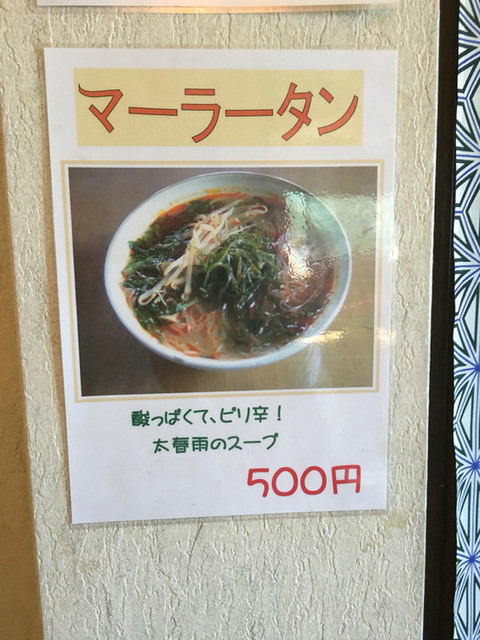 マーラータン
酸っぱくて、ピリ辛！
太春雨のスープ
500円